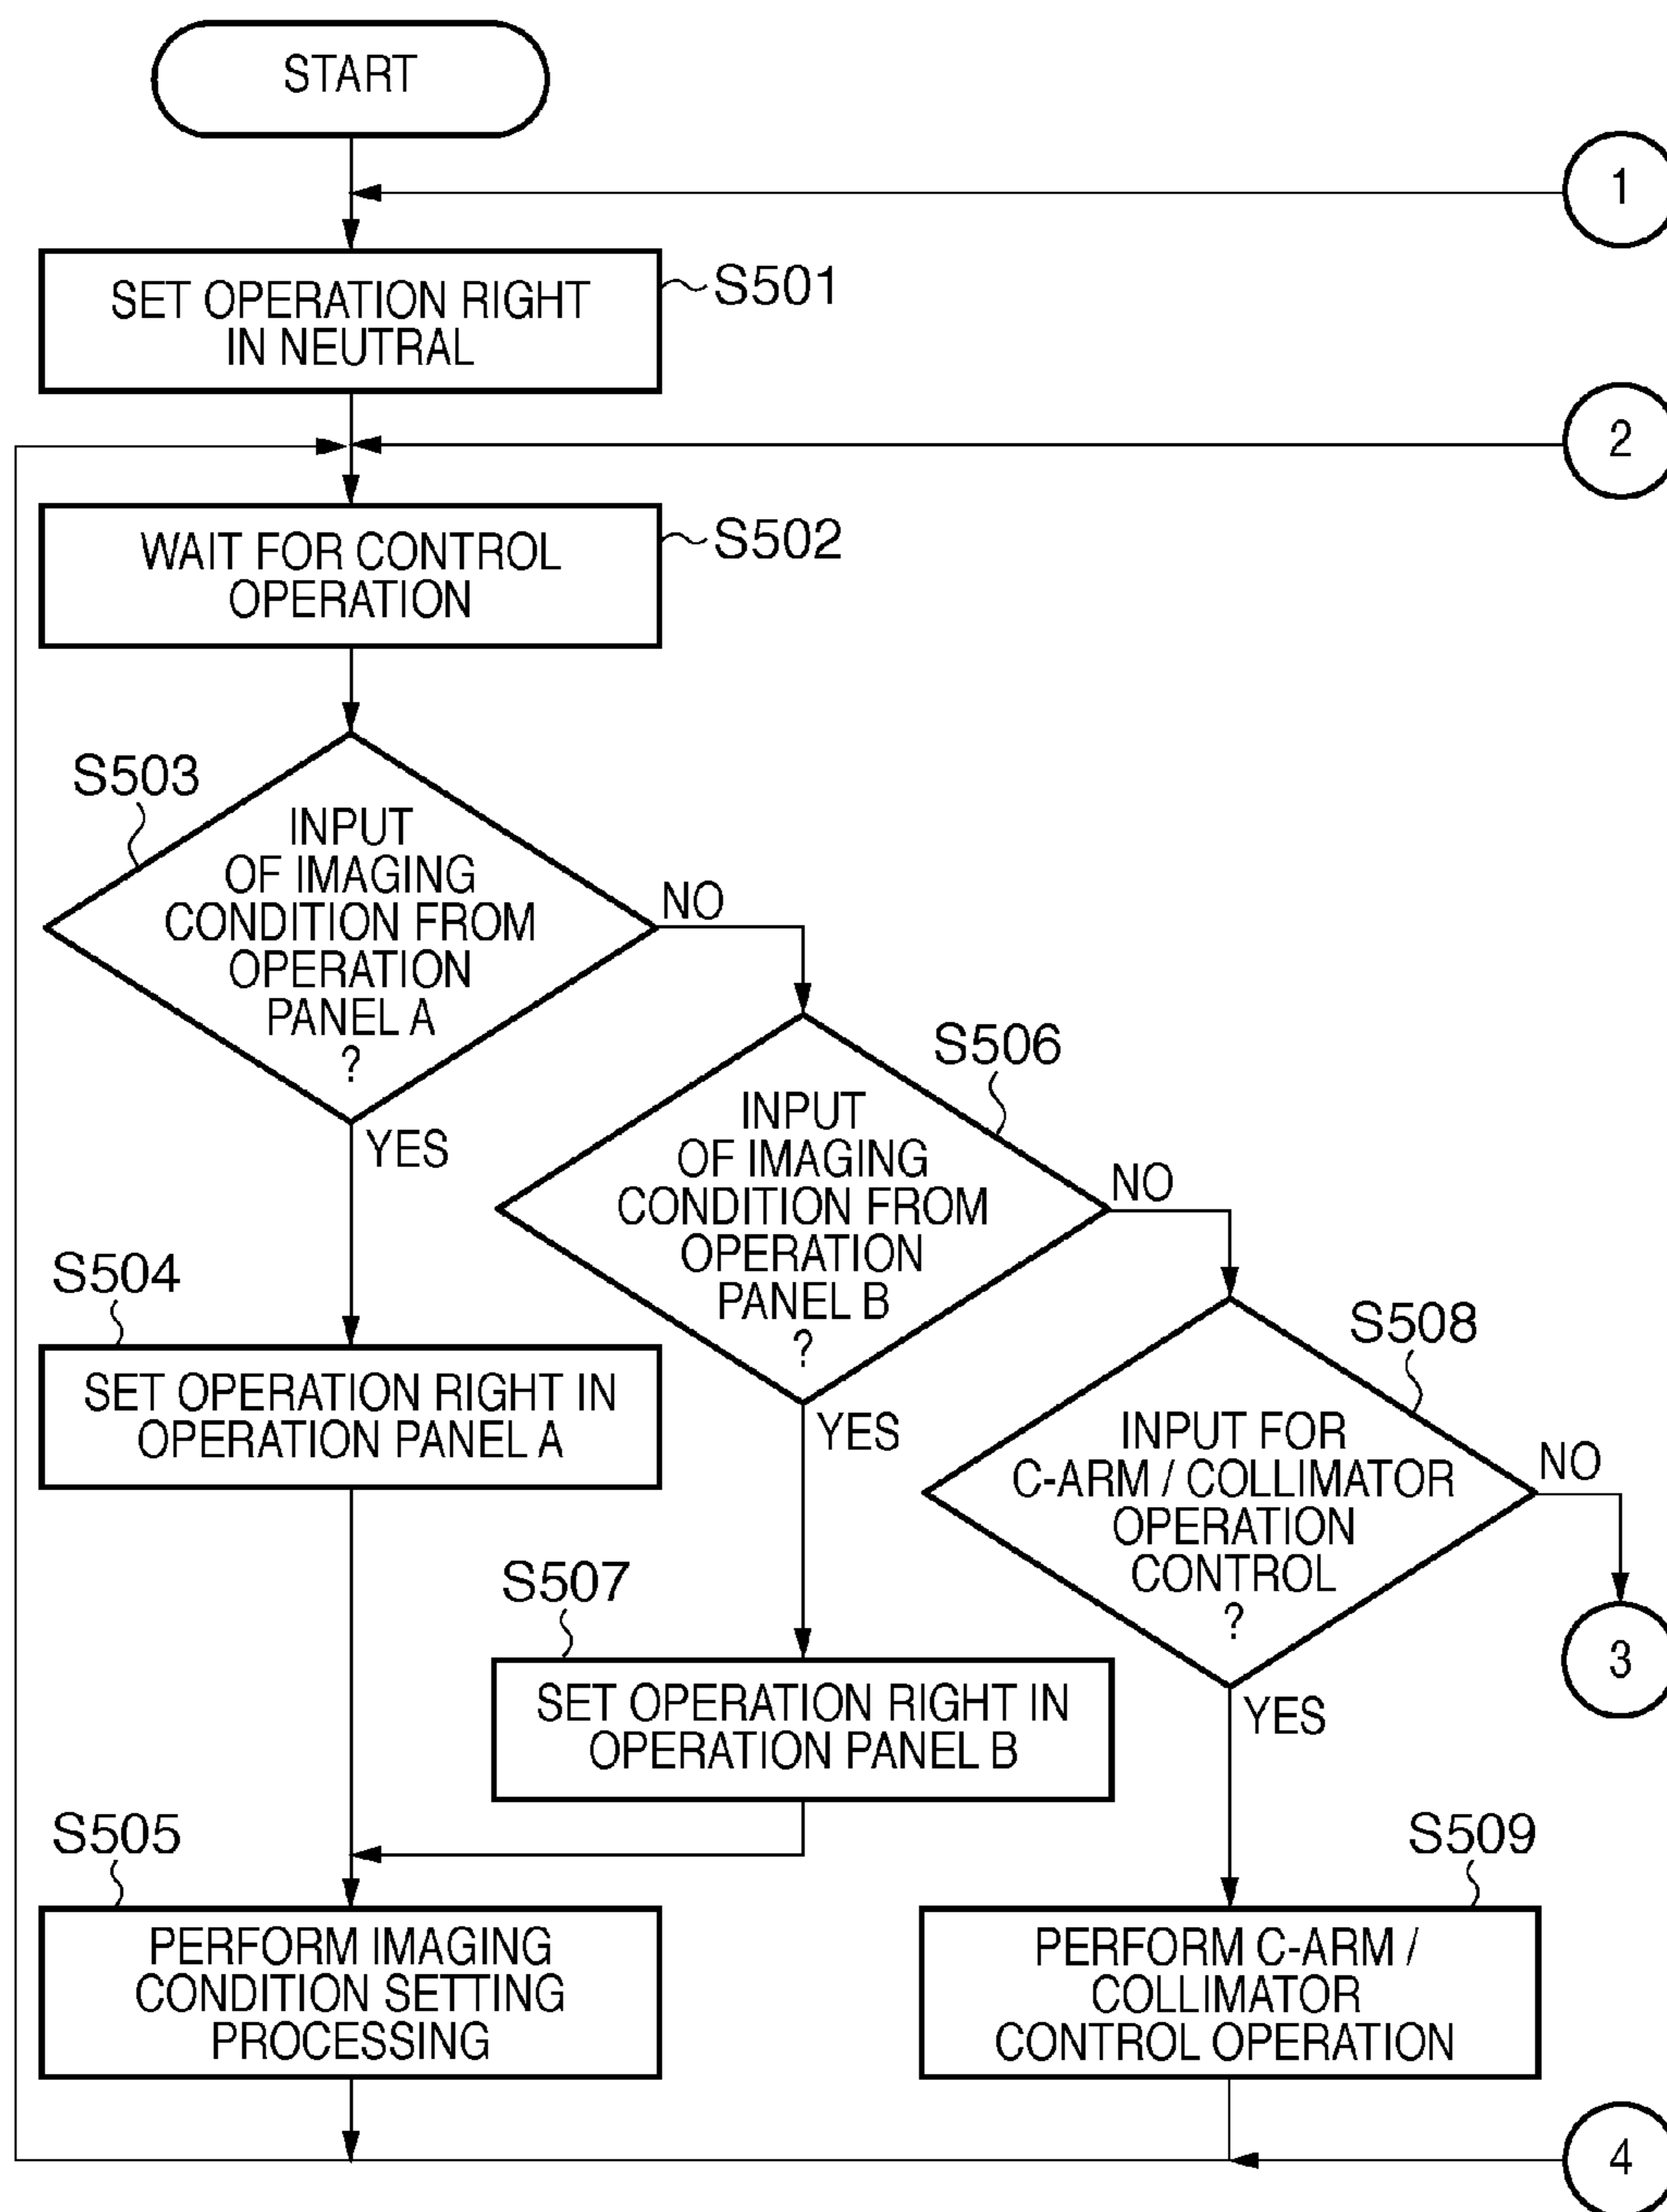 START
1
SET OPERATION RIGHT
IN NEUTRAL
S501
2
WAIT FOR CONTROL
OPERATION
S502
S503
INPUT
OF IMAGING
CONDITION FROM
OPERATION
PANEL A
?
NO
YES
S506
INPUT
OF IMAGING
CONDITION FROM
OPERATION
PANEL B
?
NO
YES
S504
SET OPERATION RIGHT IN
OPERATION PANEL A
S508
INPUT FOR
C-ARM / COLLIMATOR
OPERATION
CONTROL
?
NO
YES
3
S507
SET OPERATION RIGHT IN
OPERATION PANEL B
S505
PERFORM IMAGING
CONDITION SETTING
PROCESSING
S509
PERFORM C-ARM /
COLLIMATOR
CONTROL OPERATION
4